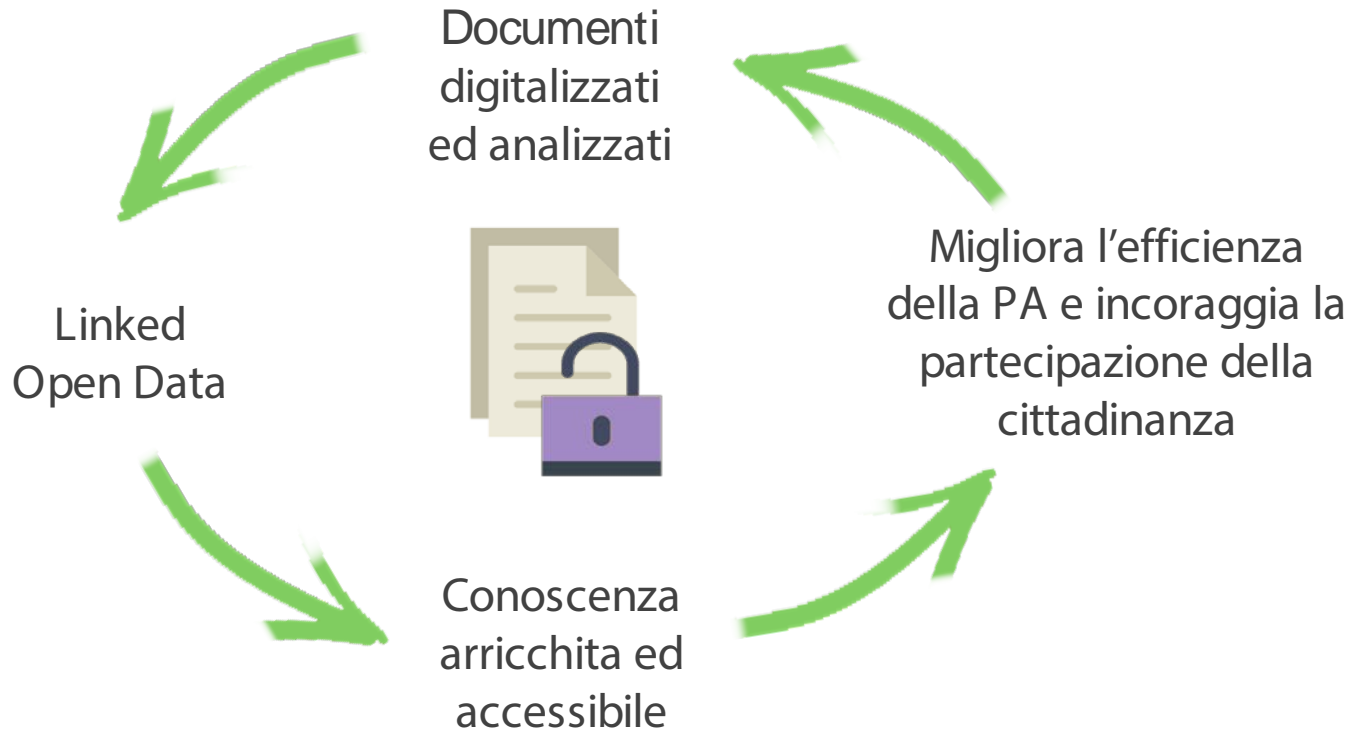 Documenti
digitalizzati
ed analizzati
Linked
Open Data
Conoscenza
arricchita ed
accessibile
Migliora l’efficienza
della PA e incoraggia la
partecipazione della
cittadinanza